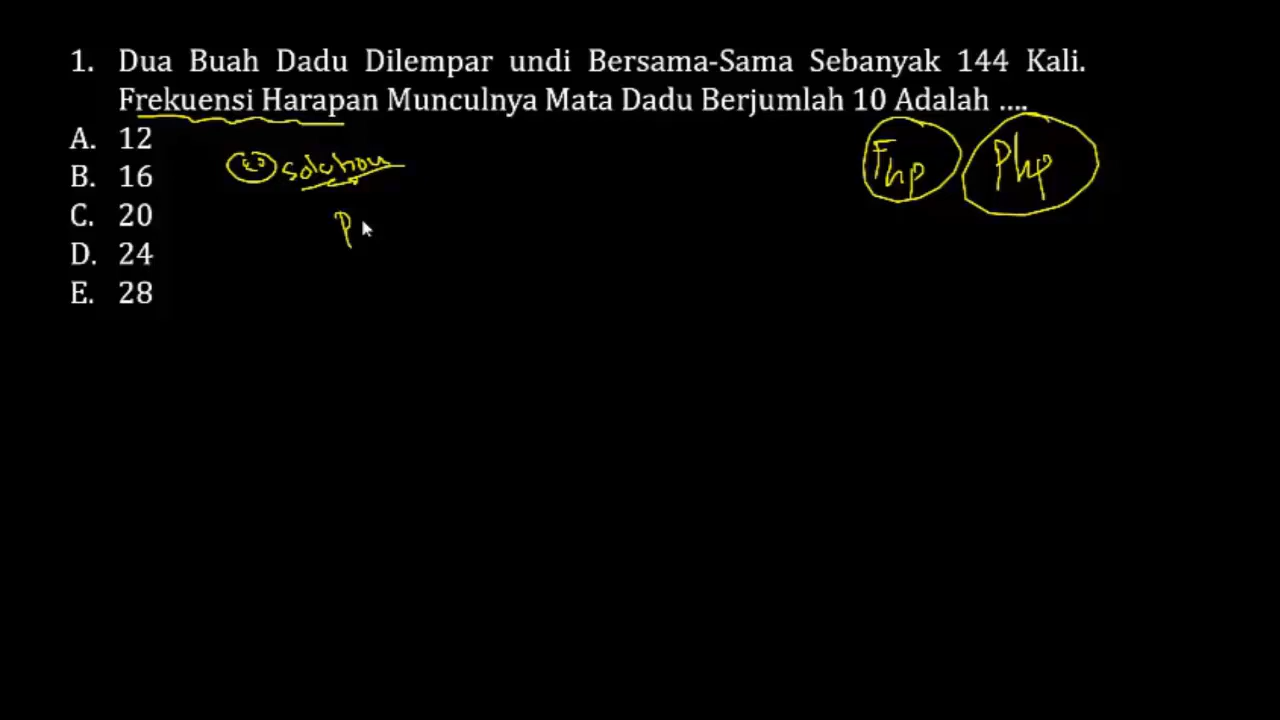 1. Dua Buah Dadu Dilempar undi Bersama-Sama Sebanyak 144 Kali.
Frekuensi Harapan Munculnya Mata Dadu Berjumlah 10 Adalah ....
A. 12
B. 16
C. 20
D. 24
E. 28
solution
P
Fhp Php